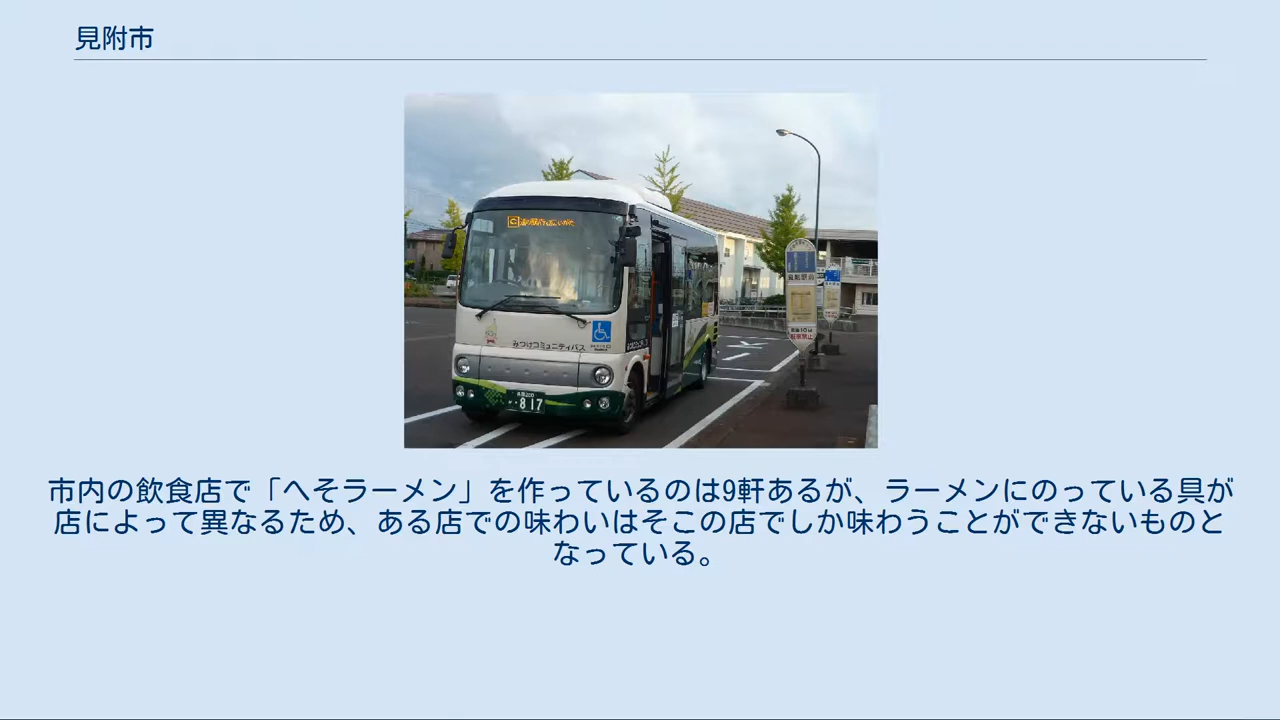 見附市
みつけコミュニティバス
817
市内の飲食店で「へそラーメン」を作っているのは9軒あるが、ラーメンにのっている具が
店によって異なるため、ある店での味わいはそこの店でしか味わうことができないものと
なっている。